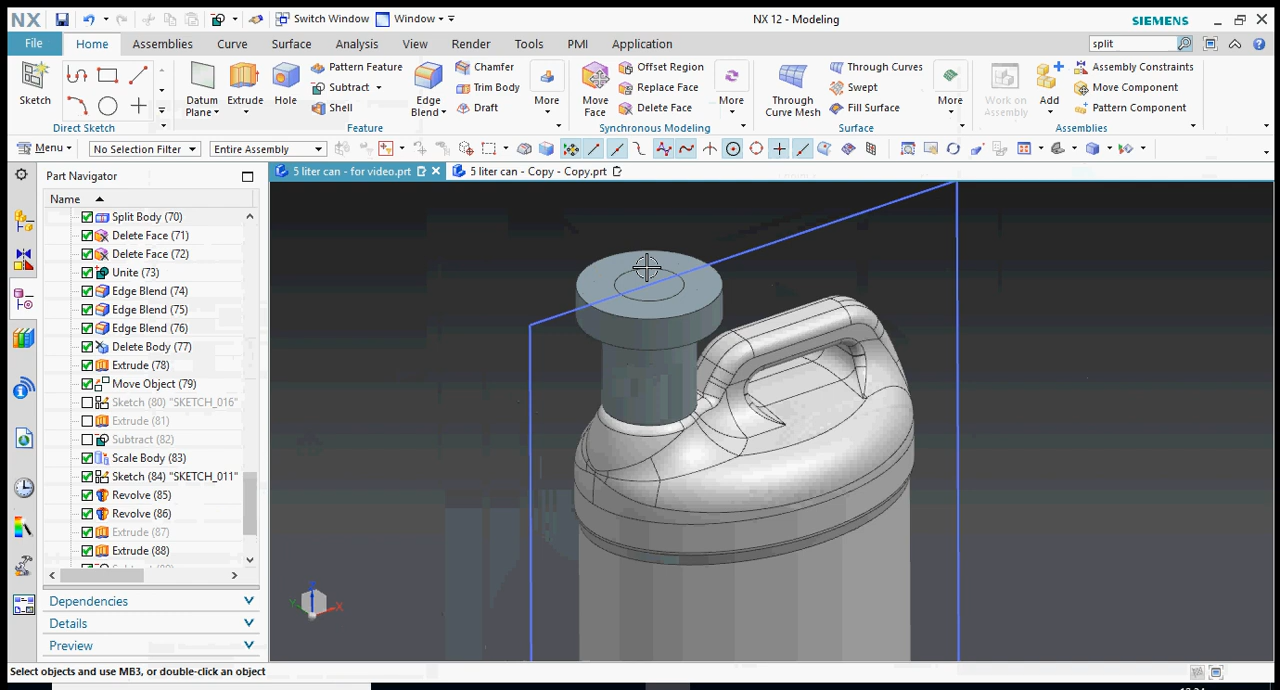 NX Switch Window Window NX 12 - Modeling SIEMENS
File Home Assemblies Curve Surface Analysis View Render Tools PMI Application split
Sketch
Direct Sketch
Datum Plane
Extrude
Hole
Pattern Feature
Subtract
Shell
Edge Blend
Chamfer
Trim Body
Draft
More
Feature
Move Face
Offset Region
Replace Face
Delete Face
More
Synchronous Modeling
Through Curve Mesh
Through Curves
Swept
Fill Surface
More
Surface
Work on Assembly
Add
Assembly Constraints
Move Component
Pattern Component
Assemblies
Menu No Selection Filter Entire Assembly
Part Navigator
5 liter can - for video.prt
5 liter can - Copy - Copy.prt
Name
Split Body (70)
Delete Face (71)
Delete Face (72)
Unite (73)
Edge Blend (74)
Edge Blend (75)
Edge Blend (76)
Delete Body (77)
Extrude (78)
Move Object (79)
Sketch (80) "SKETCH_016"
Extrude (81)
Subtract (82)
Scale Body (83)
Sketch (84) "SKETCH_011"
Revolve (85)
Revolve (86)
Extrude (87)
Extrude (88)
Dependencies
Details
Preview
X
Select objects and use MB3, or double-click an object